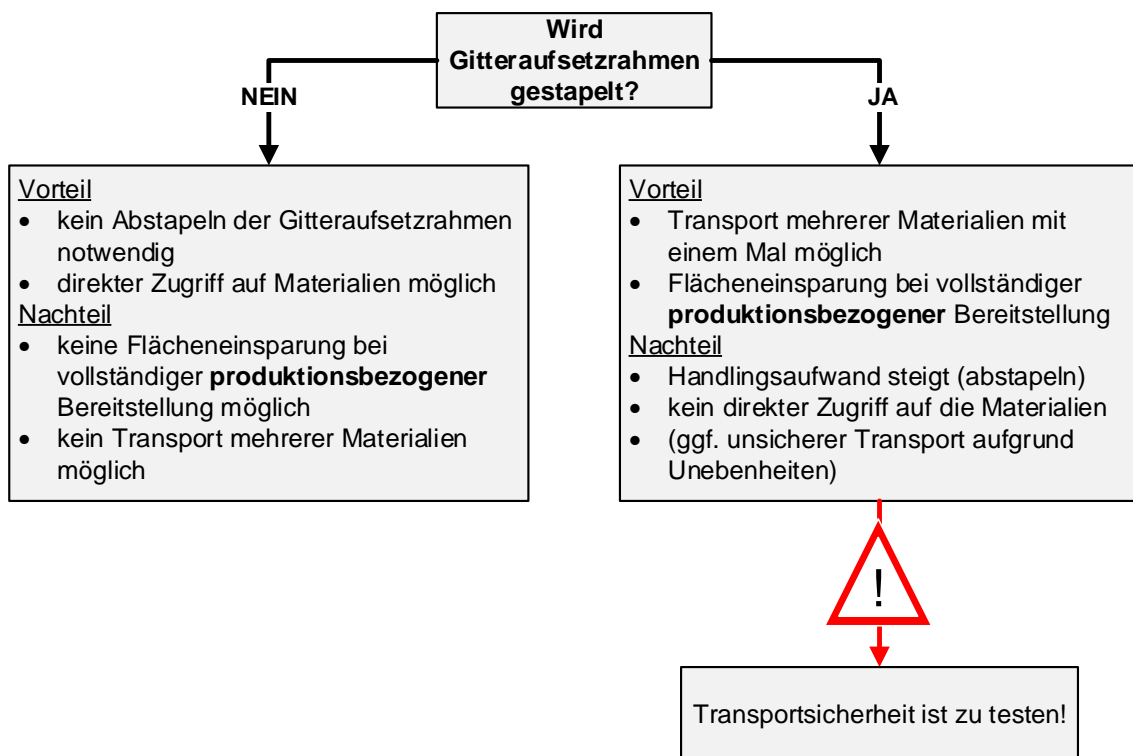 Wird
Gitteraufsetzrahmen
gestapelt?
NEIN
JA
Vorteil
• kein Abstapeln der Gitteraufsetzrahmen
notwendig
• direkter Zugriff auf Materialien möglich
Nachteil
• keine Flächeneinsparung bei
vollständiger produktionsbezogener
Bereitstellung möglich
• kein Transport mehrerer Materialien
möglich
Vorteil
• Transport mehrerer Materialien mit
einem Mal möglich
• Flächeneinsparung bei vollständiger
produktionsbezogener Bereitstellung
Nachteil
• Handlingsaufwand steigt (abstapeln)
• kein direkter Zugriff auf die Materialien
• (ggf. unsicherer Transport aufgrund
Unebenheiten)
!
Transportsicherheit ist zu testen!